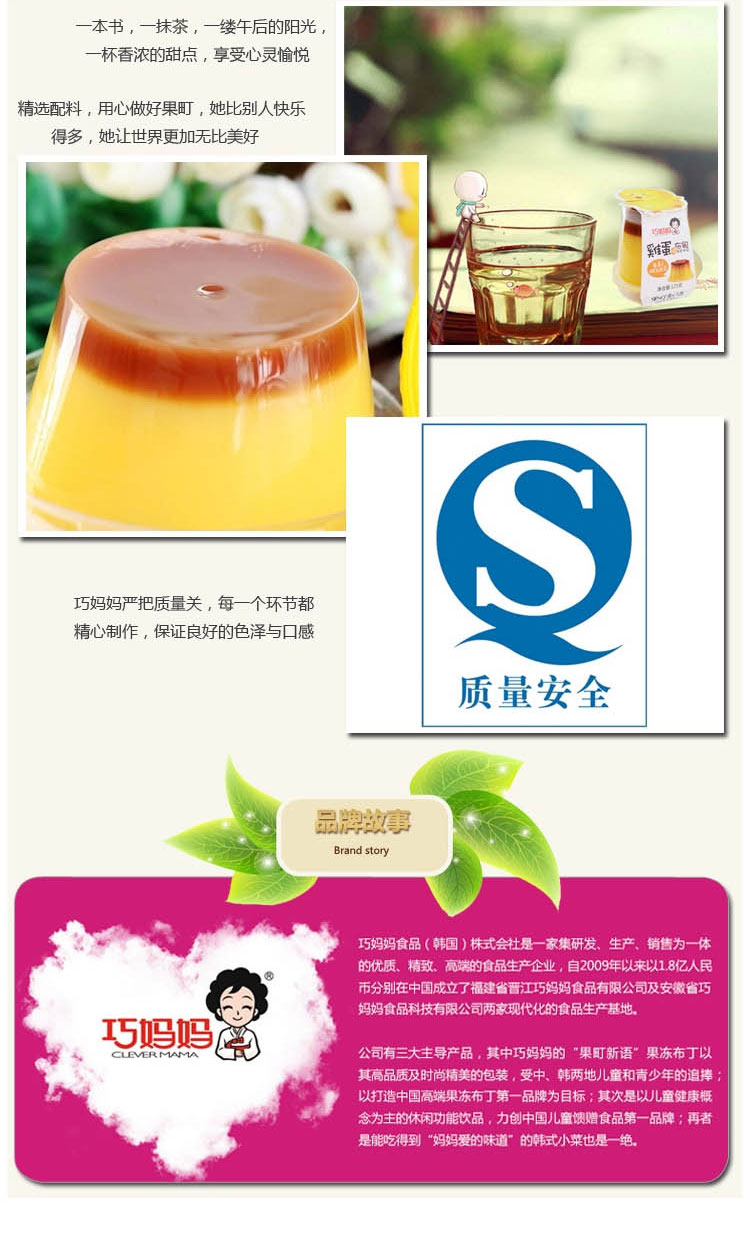 一本书，一抹茶，一缕午后的阳光，
一杯香浓的甜点，享受心灵愉悦
精选配料，用心做好果町，她比别人快乐
得多，她让世界更加无比美好
巧妈妈
雞蛋
布甸
巧妈妈严把质量关，每一个环节都
精心制作，保证良好的色泽与口感
S
质量安全
品牌故事
Brand story
巧妈妈
CLEVER MAMA
®
巧妈妈食品（韩国）株式会社是一家集研发、生产、销售为一体
的优质、精致、高端的食品生产企业，自2009年以来以1.8亿人民
币分别在中国成立了福建省晋江巧妈妈食品有限公司及安徽省巧
妈妈食品科技有限公司两家现代化的食品生产基地。
公司有三大主导产品，其中巧妈妈的“果町新语”果冻布丁以
其高品质及时尚精美的包装，受中、韩两地儿童和青少年的追捧；
以打造中国高端果冻布丁第一品牌为目标；其次是以儿童健康概
念为主的休闲功能饮品，力创中国儿童馈赠食品第一品牌；再者
是能吃得到“妈妈爱的味道”的韩式小菜也是一绝。